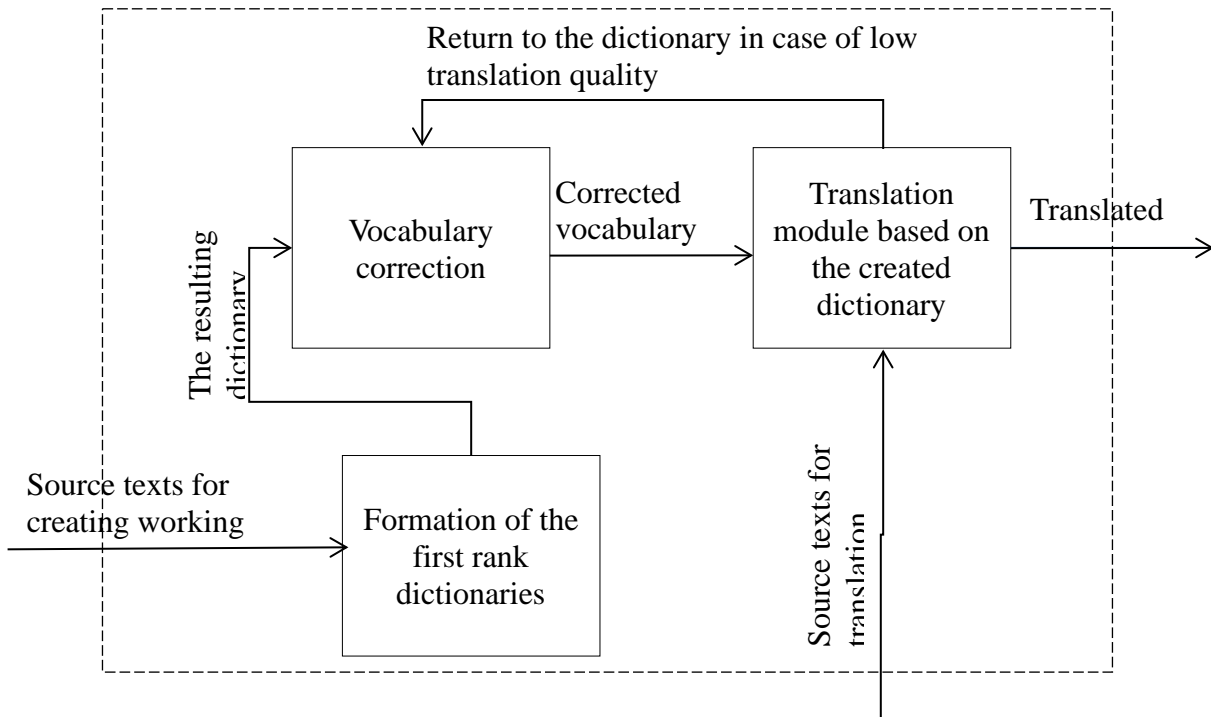 Return to the dictionary in case of low
translation quality
Vocabulary
correction
Corrected
vocabulary
Translation
module based on
the created
dictionary
Translated
The resulting
dictionary
Source texts for
creating working
Formation of the
first rank
dictionaries
Source texts for
translation